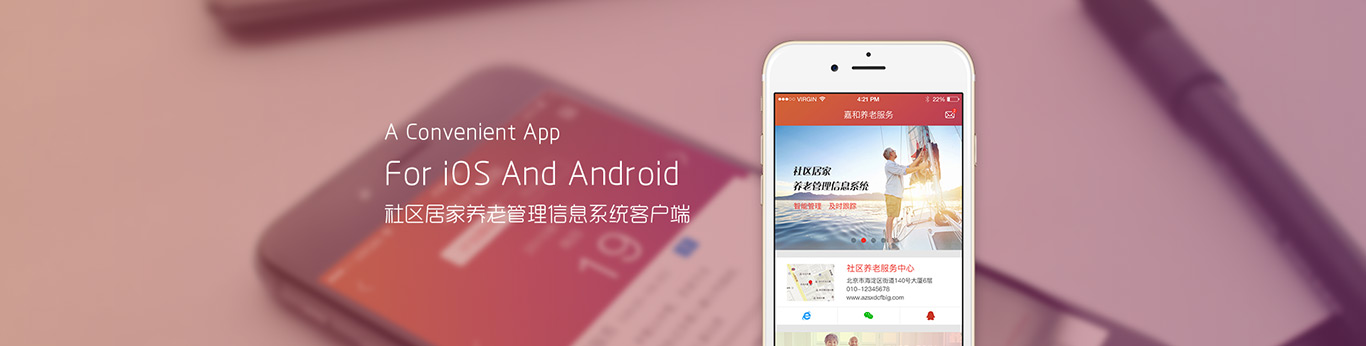 A Convenient App
For iOS And Android
社区居家养老管理信息系统客户端
VIRGIN
4:21 PM
22%
嘉和养老服务
社区居家
养老管理信息系统
智能管理 及时跟踪
社区养老服务中心
北京市海淀区街道140号大厦6层
010-12345678
www.azsxdcfbig.com
19